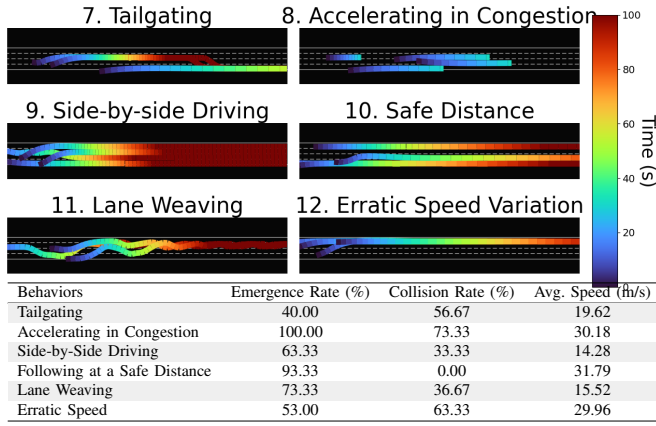 7. Tailgating
8. Accelerating in Congestion
9. Side-by-side Driving
10. Safe Distance
11. Lane Weaving
12. Erratic Speed Variation
100
80
60
40
20
0
Time (s)
Behaviors Emergence Rate (%) Collision Rate (%) Avg. Speed (m/s)
Tailgating 40.00 56.67 19.62
Accelerating in Congestion 100.00 73.33 30.18
Side-by-Side Driving 63.33 33.33 14.28
Following at a Safe Distance 93.33 0.00 31.79
Lane Weaving 73.33 36.67 15.52
Erratic Speed 53.00 63.33 29.96